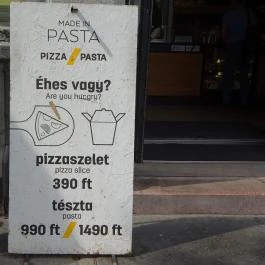 MADE IN
PASTA
PIZZA / PASTA
Éhes vagy?
Are you hungry?
pizzaszelet
pizza slice
390 ft
tészta
pasta
990 ft / 1490 ft